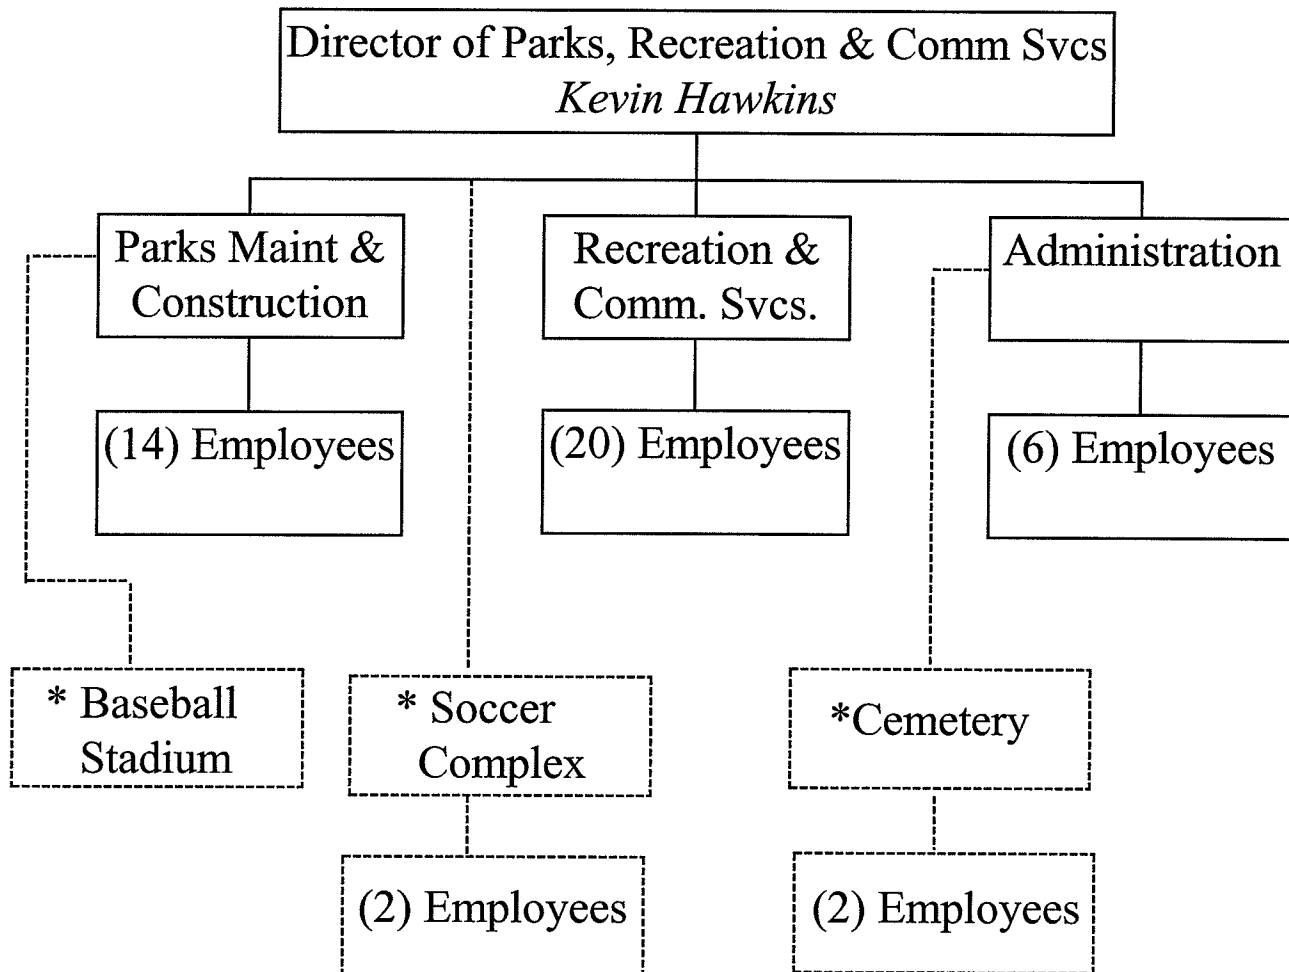 Director of Parks, Recreation & Comm Svcs
Kevin Hawkins
Parks Maint &
Construction
Recreation &
Comm. Svcs.
Administration
(14) Employees
(20) Employees
(6) Employees
* Baseball
Stadium
* Soccer
Complex
*Cemetery
(2) Employees
(2) Employees